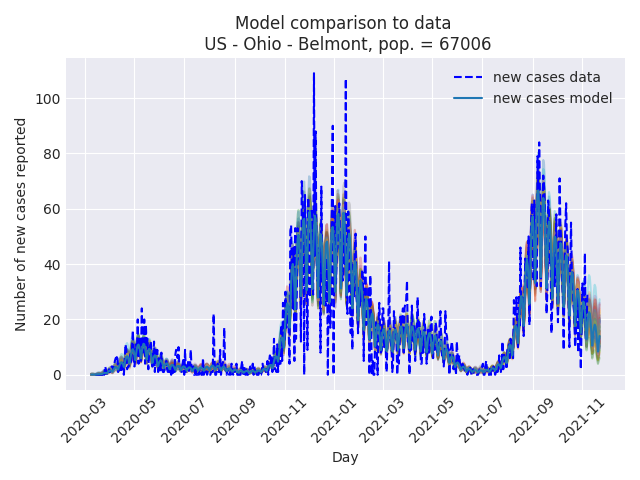 Model comparison to data
US - Ohio - Belmont, pop. = 67006
new cases data
new cases model
Number of new cases reported
100
80
60
40
20
0
2020-03
2020-05
2020-07
2020-09
2020-11
2021-01
2021-03
2021-05
2021-07
2021-09
2021-11
Day